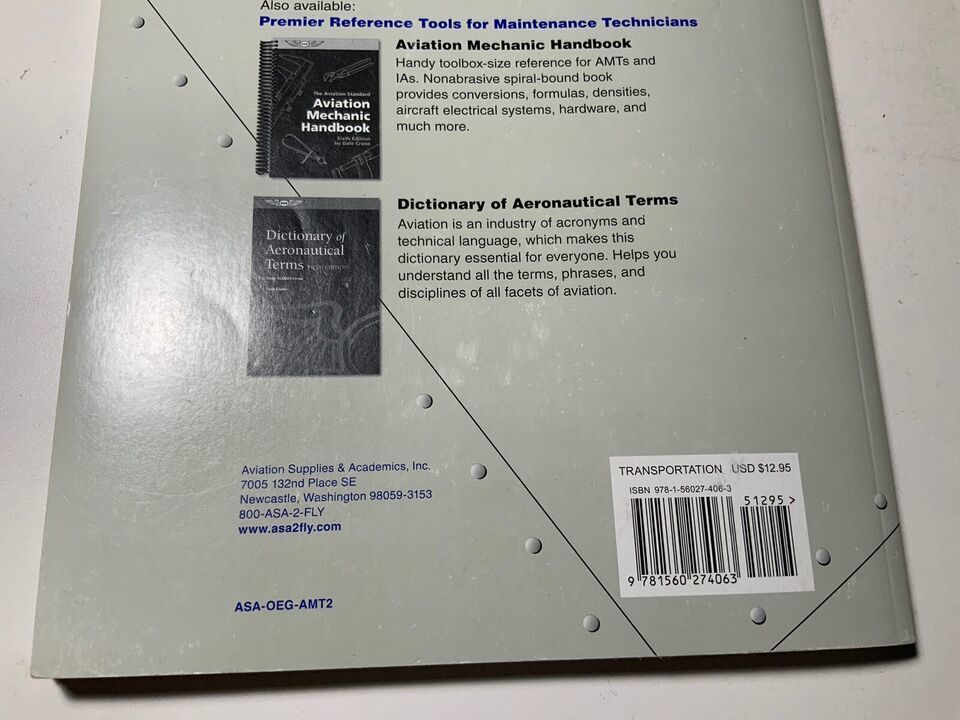 Also available:
Premier Reference Tools for Maintenance Technicians
Aviation Mechanic Handbook
Handy toolbox-size reference for AMTs and
IAs. Nonabrasive spiral-bound book
provides conversions, formulas, densities,
aircraft electrical systems, hardware, and
much more.
The Aviation Standard
Aviation
Mechanic
Handbook
Sixth Edition
by Dale Crane
Dictionary of Aeronautical Terms
Aviation is an industry of acronyms and
technical language, which makes this
dictionary essential for everyone. Helps you
understand all the terms, phrases, and
disciplines of all facets of aviation.
Dictionary of
Aeronautical
Terms FIFTH EDITION
Aviation Supplies & Academics, Inc.
7005 132nd Place SE
Newcastle, Washington 98059-3153
800-ASA-2-FLY
www.asa2fly.com
ASA-OEG-AMT2
TRANSPORTATION USD $12.95
ISBN 978-1-56027-406-3
51295 >
9 781560 274063